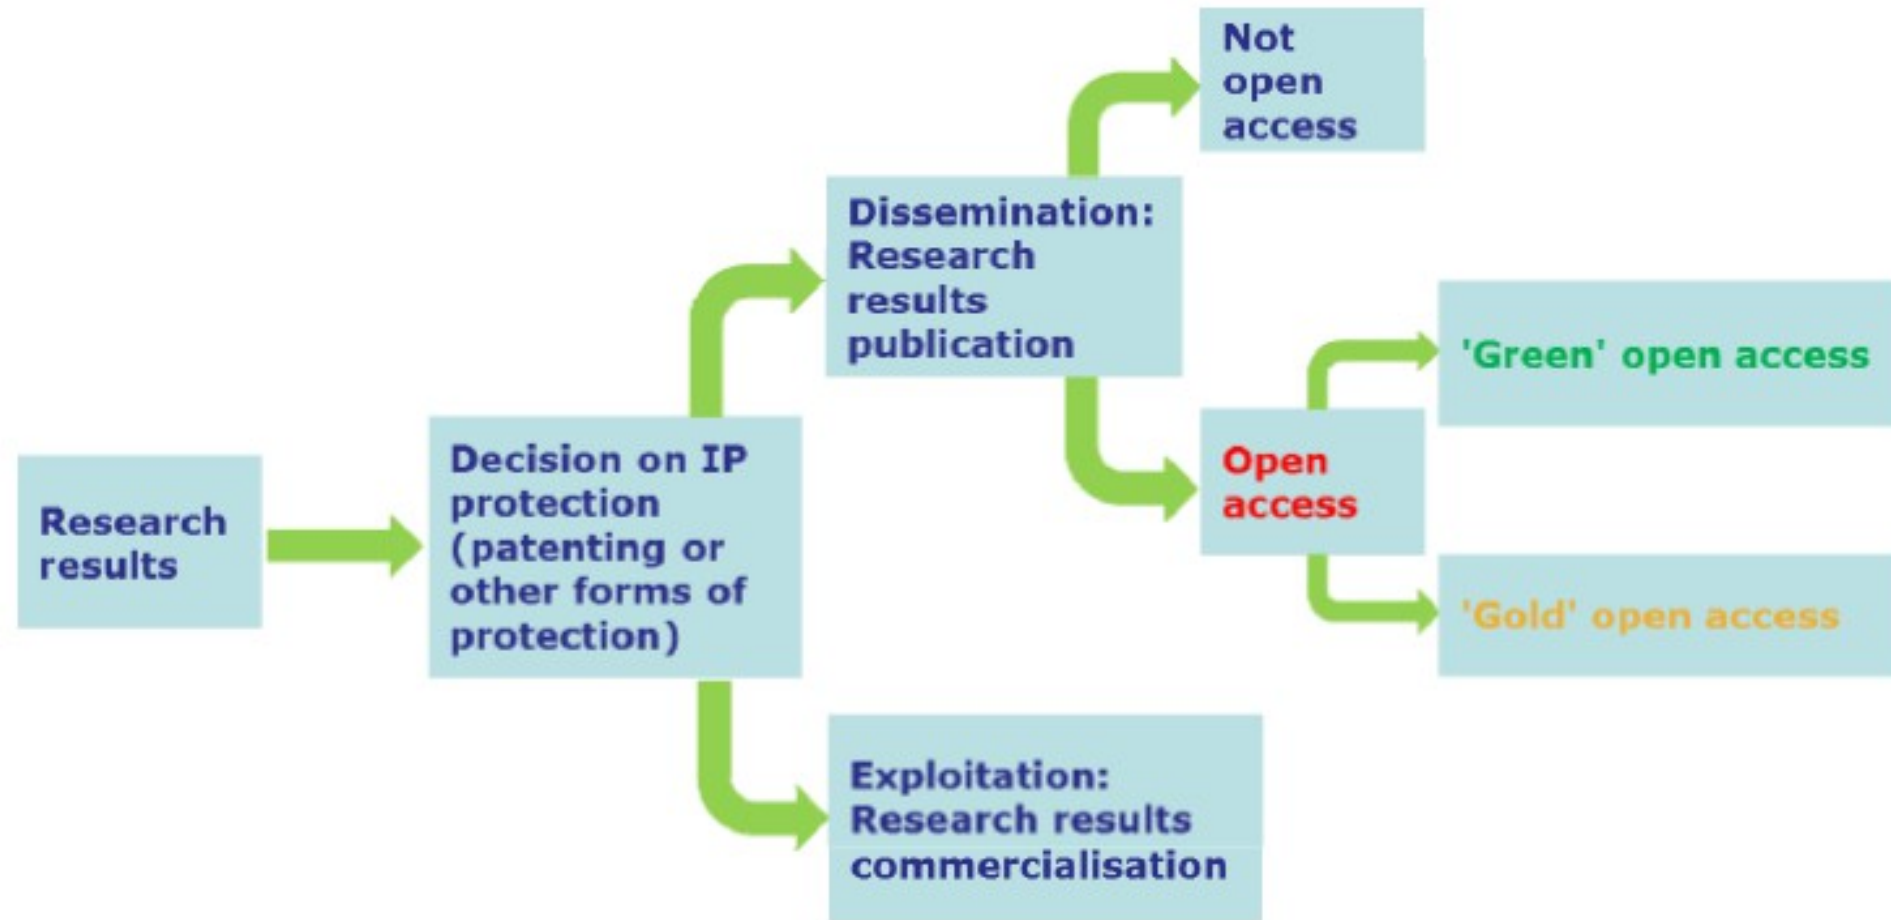 Research
results
Decision on IP
protection
(patenting or
other forms of
protection)
Dissemination:
Research
results
publication
Not
open
access
Open
access
'Green' open access
'Gold' open access
Exploitation:
Research results
commercialisation